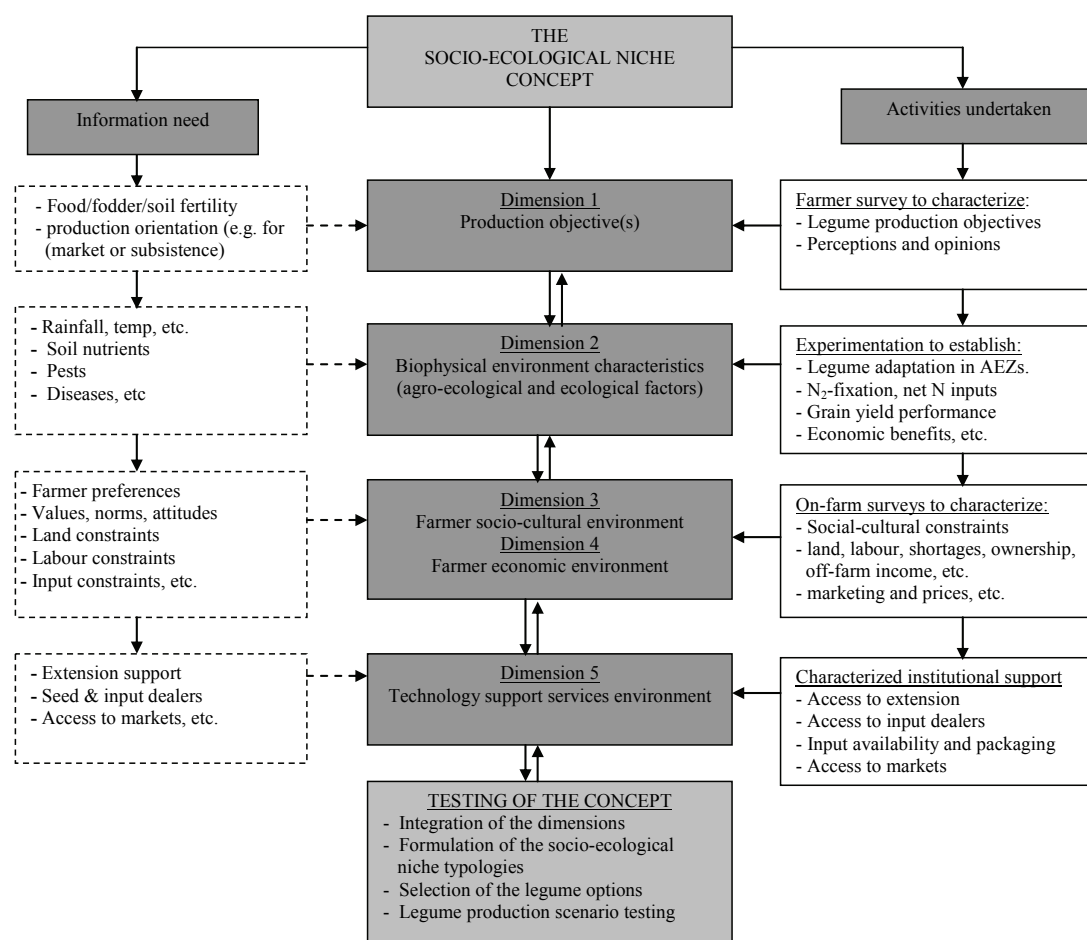 THE
SOCIO-ECOLOGICAL NICHE
CONCEPT
Information need
Activities undertaken
- Food/fodder/soil fertility
- production orientation (e.g. for
(market or subsistence)
Dimension 1
Production objective(s)
Farmer survey to characterize:
- Legume production objectives
- Perceptions and opinions
- Rainfall, temp, etc.
- Soil nutrients
- Pests
- Diseases, etc
Dimension 2
Biophysical environment characteristics
(agro-ecological and ecological factors)
Experimentation to establish:
- Legume adaptation in AEZs.
- N₂-fixation, net N inputs
- Grain yield performance
- Economic benefits, etc.
- Farmer preferences
- Values, norms, attitudes
- Land constraints
- Labour constraints
- Input constraints, etc.
Dimension 3
Farmer socio-cultural environment
Dimension 4
Farmer economic environment
On-farm surveys to characterize:
- Social-cultural constraints
- land, labour, shortages, ownership,
off-farm income, etc.
- marketing and prices, etc.
- Extension support
- Seed & input dealers
- Access to markets, etc.
Dimension 5
Technology support services environment
Characterized institutional support
- Access to extension
- Access to input dealers
- Input availability and packaging
- Access to markets
TESTING OF THE CONCEPT
- Integration of the dimensions
- Formulation of the socio-ecological
niche typologies
- Selection of the legume options
- Legume production scenario testing